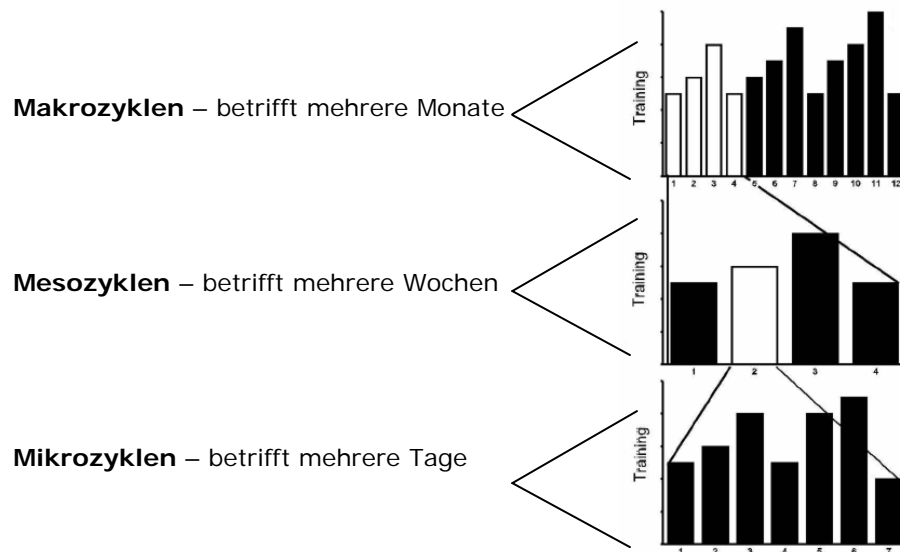 Makrozyklen – betrifft mehrere Monate
Training
1 2 3 4 5 6 7 8 9 10 11 12
Mesozyklen – betrifft mehrere Wochen
Training
1 2 3 4
Mikrozyklen – betrifft mehrere Tage
Training
1 2 3 4 5 6 7